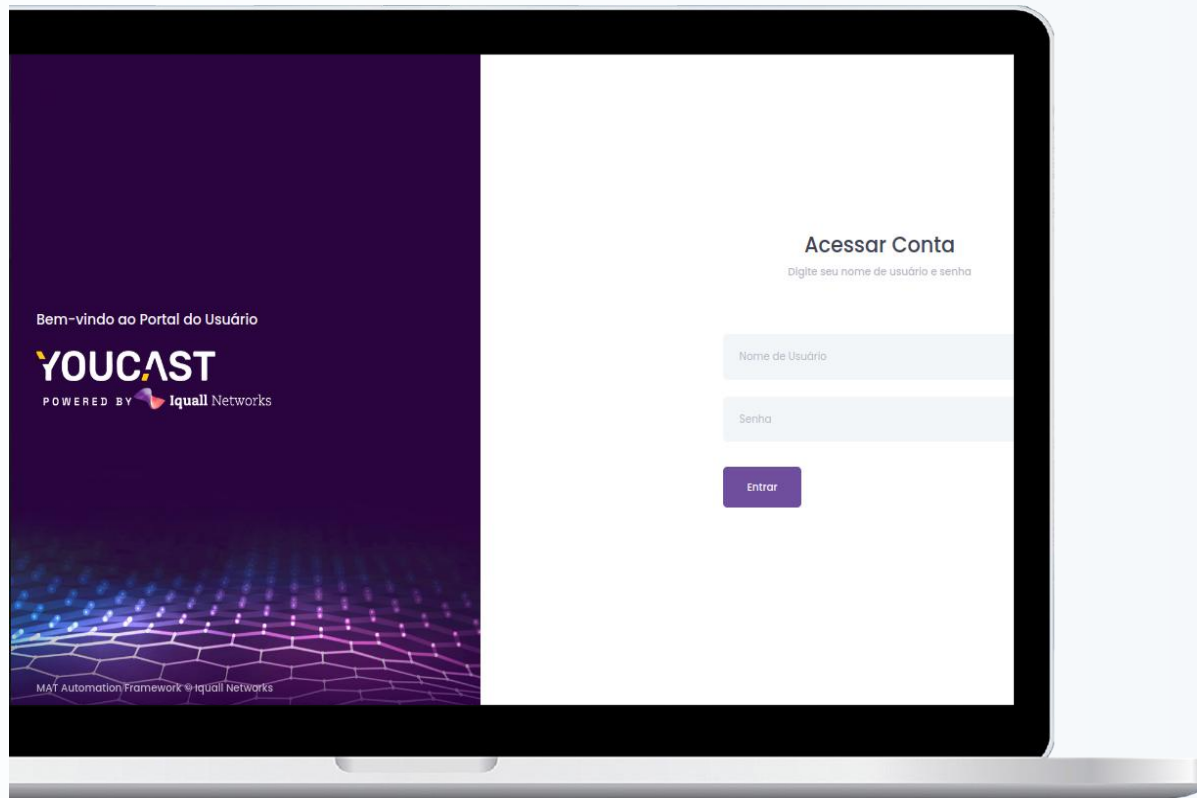 Bem-vindo ao Portal do Usuário
YOUCAST
POWERED BY Iquall Networks
MAT Automation Framework © Iquall Networks
Acessar Conta
Digite seu nome de usuário e senha
Nome de Usuário
Senha
Entrar